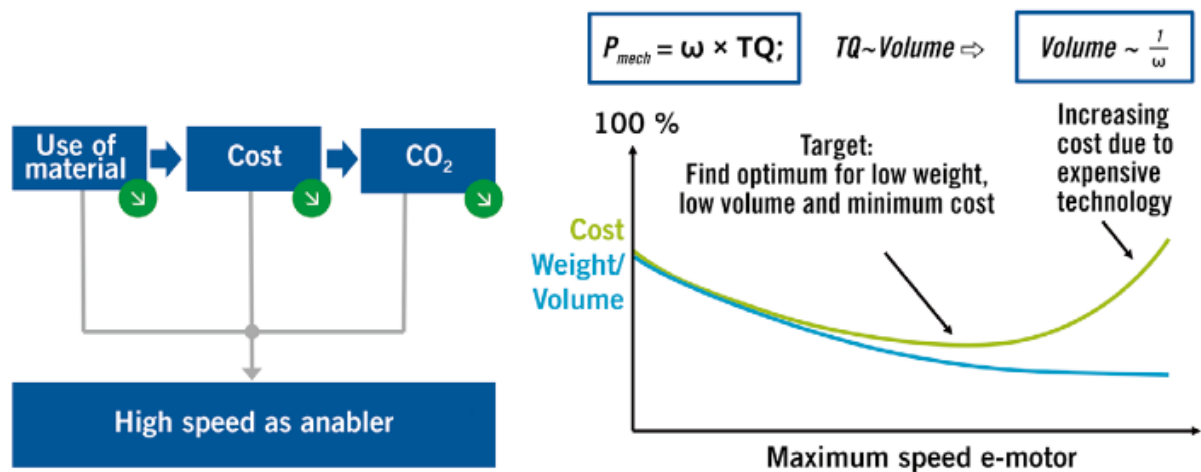 Use of
material
Cost
CO₂
High speed as anabler
P_mech = ω × TQ;
TQ~Volume ⇨
Volume ~ 1/ω
100 %
Target:
Find optimum for low weight,
low volume and minimum cost
Increasing
cost due to
expensive
technology
Cost
Weight/
Volume
Maximum speed e-motor